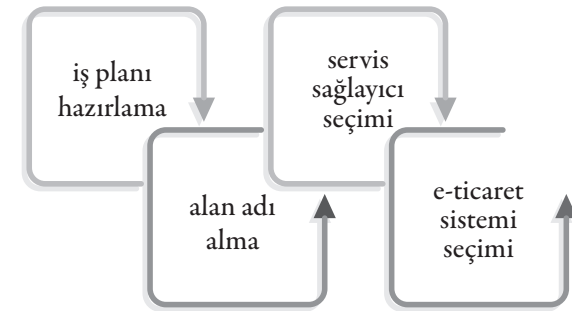 iş planı
hazırlama
alan adı
alma
servis
sağlayıcı
seçimi
e-ticaret
sistemi
seçimi